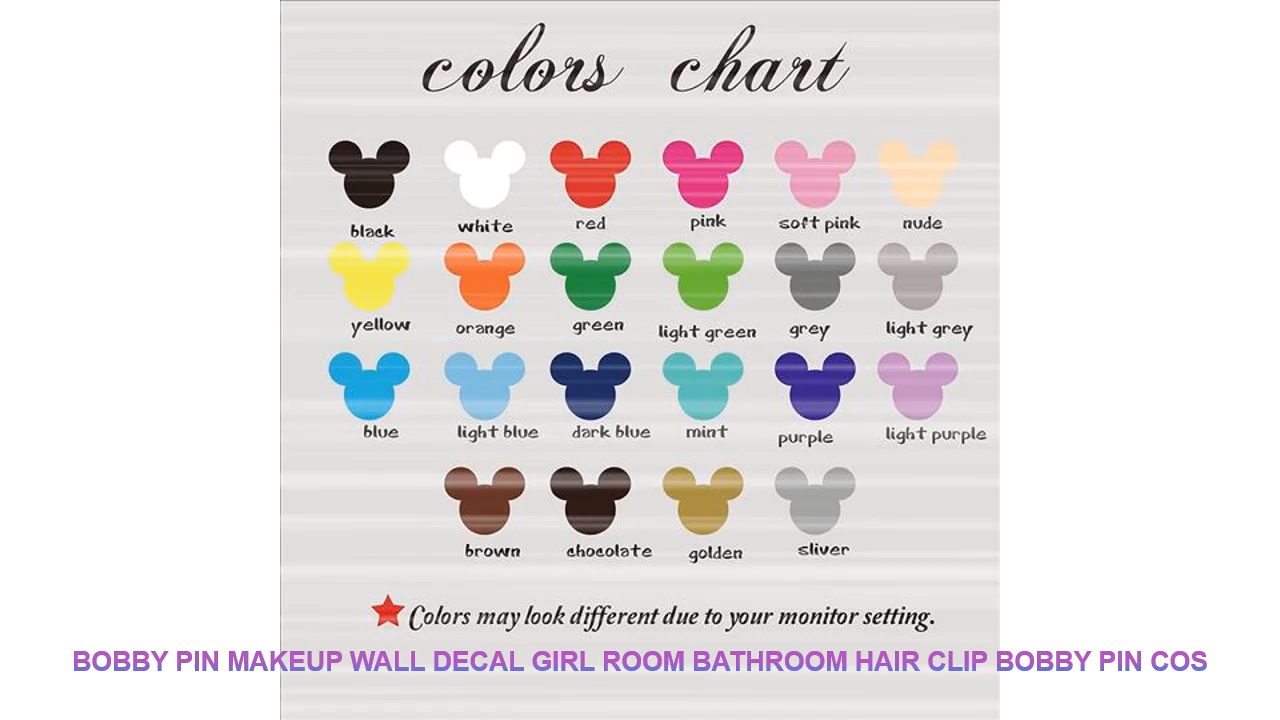 colors chart
black white red pink soft pink nude
yellow orange green light green grey light grey
blue light blue dark blue mint purple light purple
brown chocolate golden sliver
Colors may look different due to your monitor setting.
BOBBY PIN MAKEUP WALL DECAL GIRL ROOM BATHROOM HAIR CLIP BOBBY PIN COS